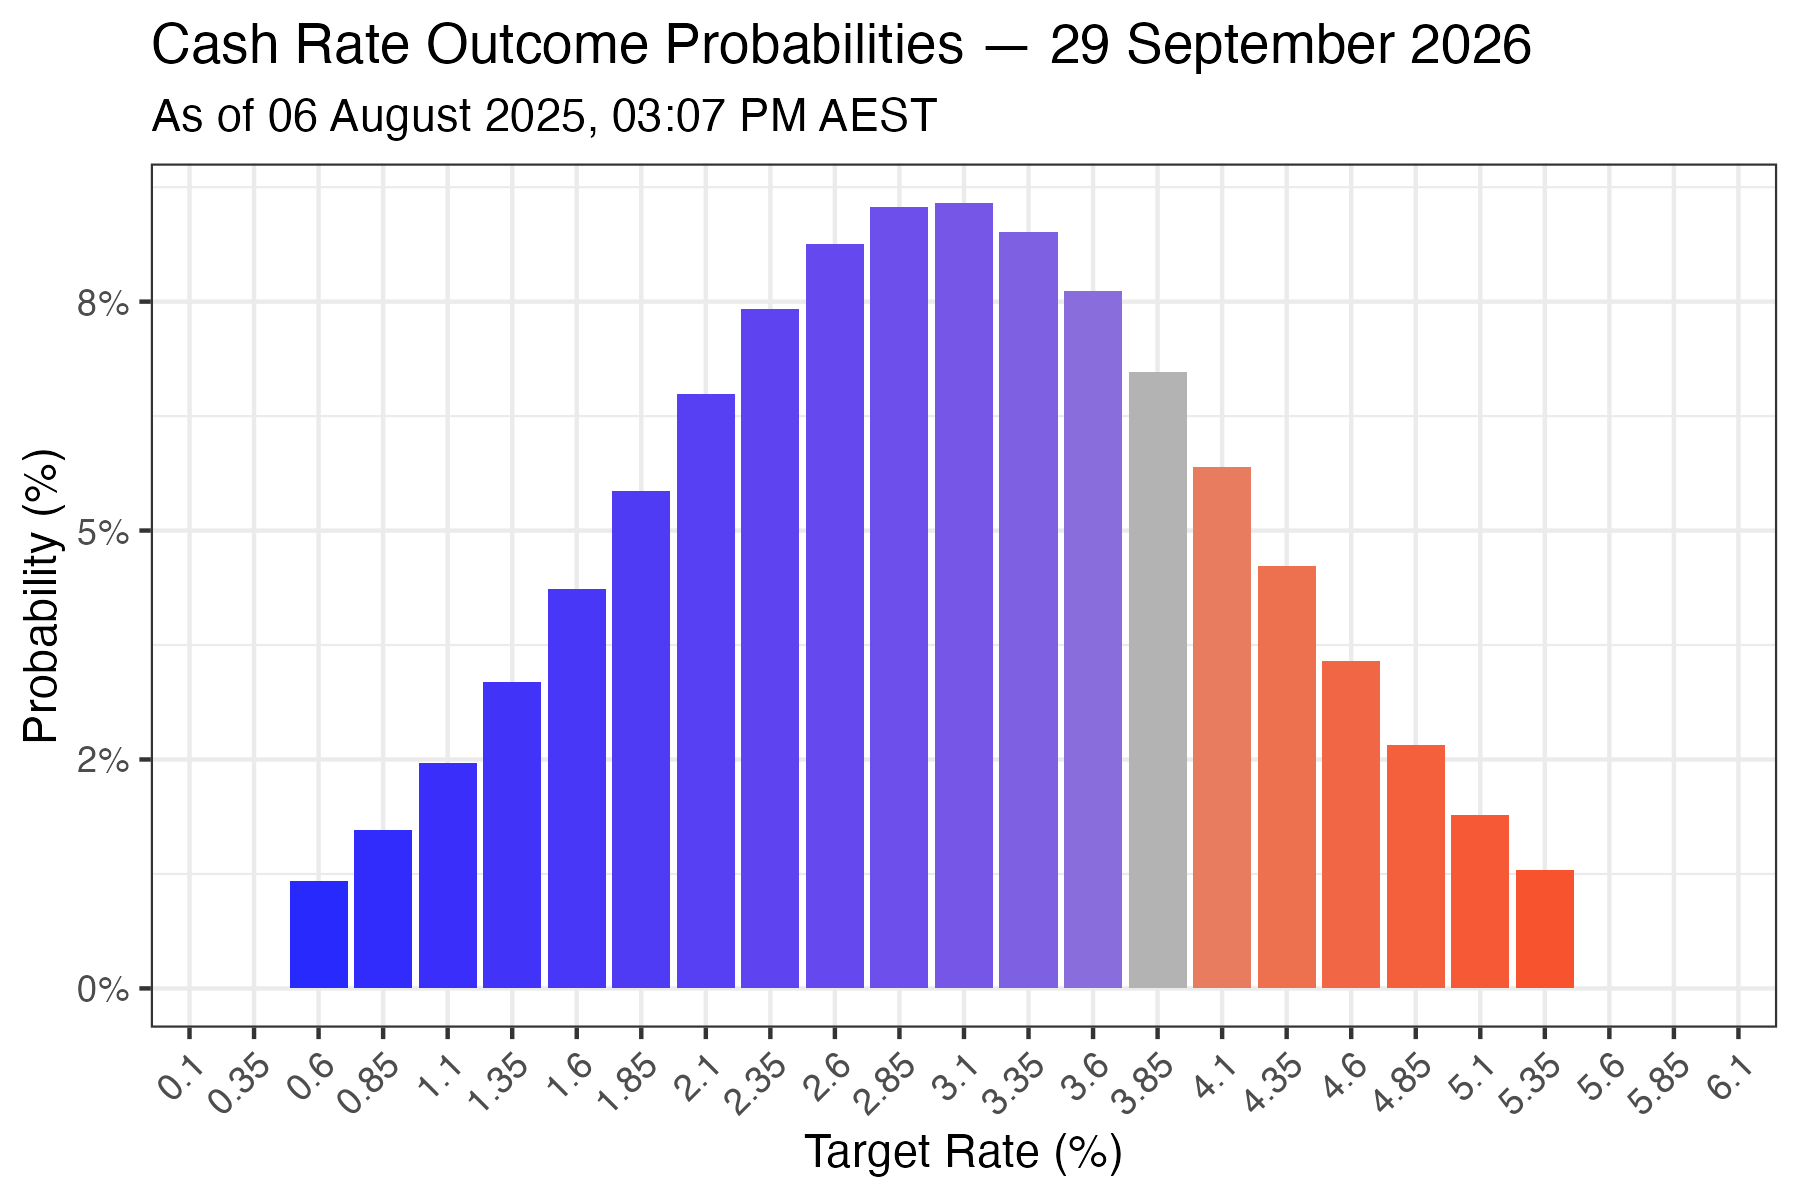 Cash Rate Outcome Probabilities — 29 September 2026
As of 06 August 2025, 03:07 PM AEST
Probability (%)
8%
5%
2%
0%
0.1 0.35 0.6 0.85 1.1 1.35 1.6 1.85 2.1 2.35 2.6 2.85 3.1 3.35 3.6 3.85 4.1 4.35 4.6 4.85 5.1 5.35 5.6 5.85 6.1
Target Rate (%)